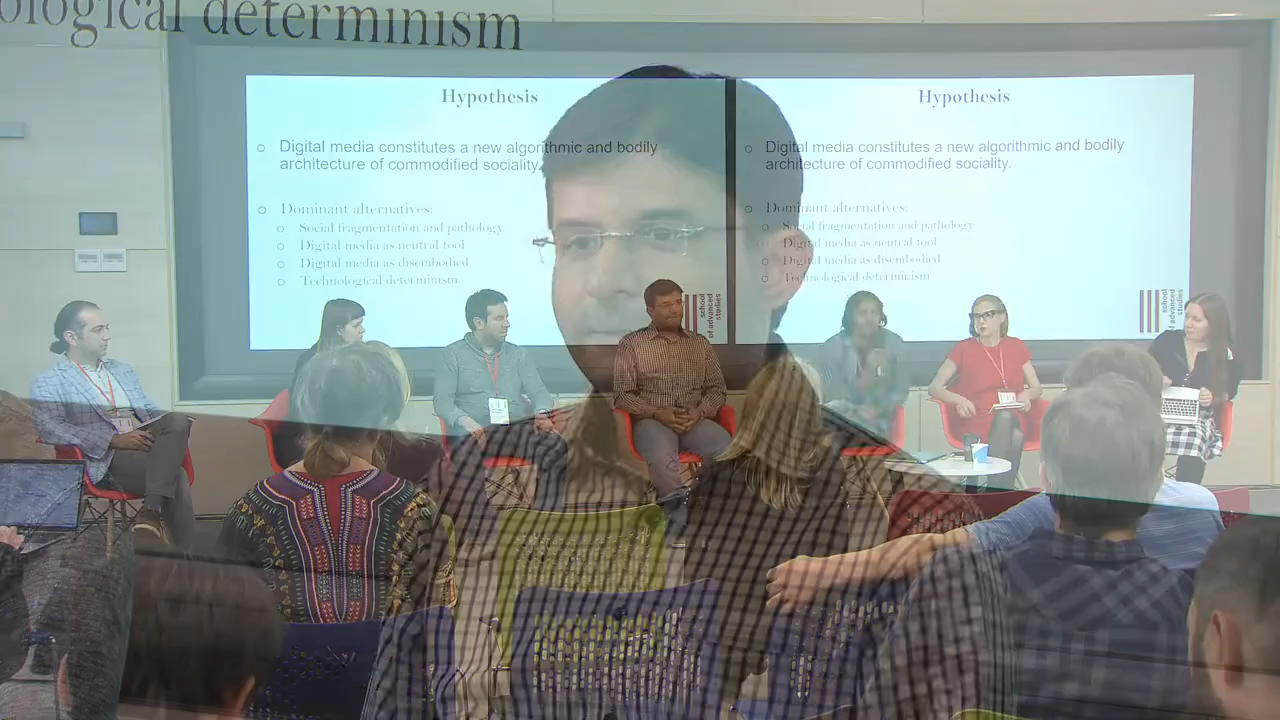 ological determinism
Hypothesis
Digital media constitutes a new algorithmic and bodily
architecture of commodified sociality.
Dominant alternatives:
Social fragmentation and pathology
Digital media as neutral tool
Digital media as disembodied
Technological determinism
school
of advanced
studies
Hypothesis
Digital media constitutes a new algorithmic and bodily
architecture of commodified sociality.
Dominant alternatives:
Social fragmentation and pathology
Digital media as neutral tool
Digital media as disembodied
Technological determinism
school
of advanced
studies